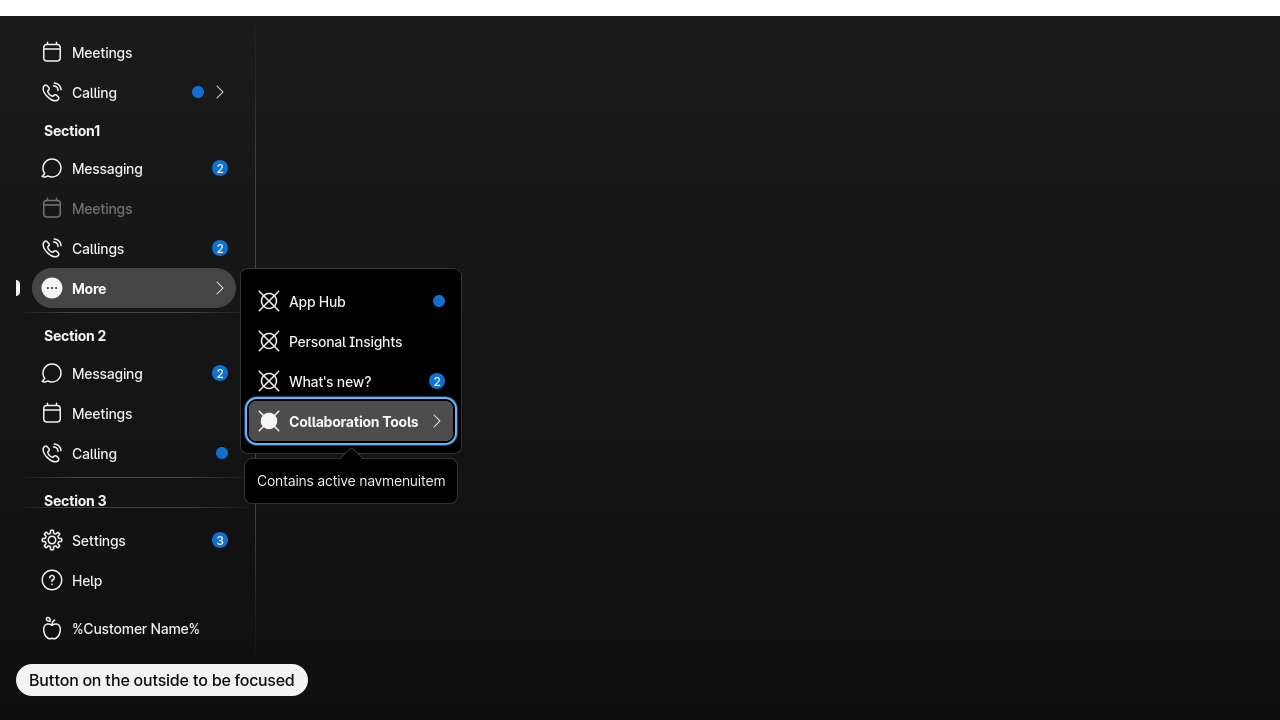 Meetings
Calling
Section1
Messaging 2
Meetings
Callings 2
More
App Hub
Personal Insights
What's new? 2
Collaboration Tools
Contains active navmenuitem
Section 2
Messaging 2
Meetings
Calling
Section 3
Settings 3
Help
%Customer Name%
Button on the outside to be focused